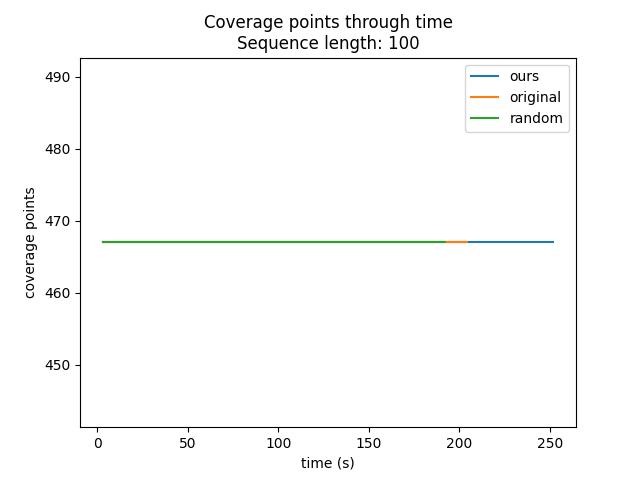 Coverage points through time
Sequence length: 100
490
480
470
460
450
coverage points
ours
original
random
0
50
100
150
200
250
time (s)